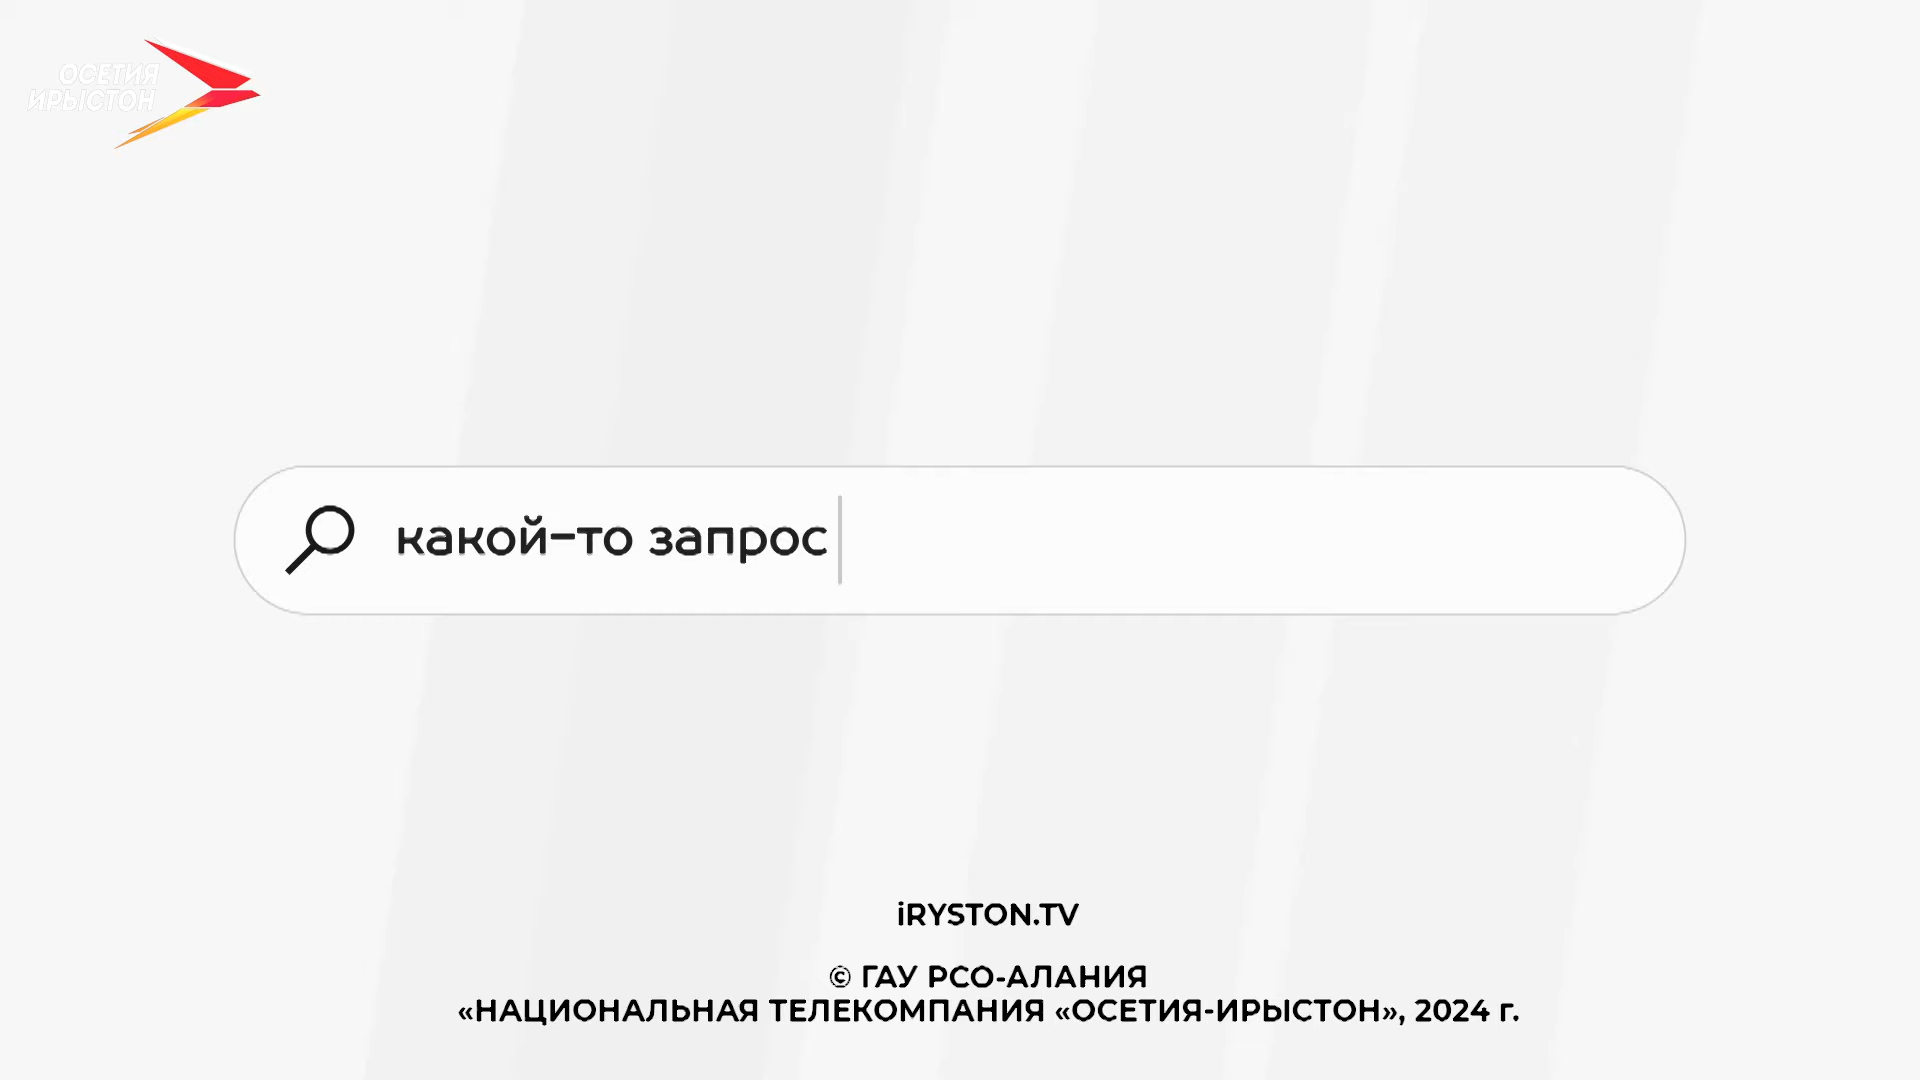 ОСЕТИЯ
ИРЫСТОН
какой-то запрос
iRYSTON.TV
© ГАУ РСО-АЛАНИЯ
«НАЦИОНАЛЬНАЯ ТЕЛЕКОМПАНИЯ «ОСЕТИЯ-ИРЫСТОН», 2024 г.